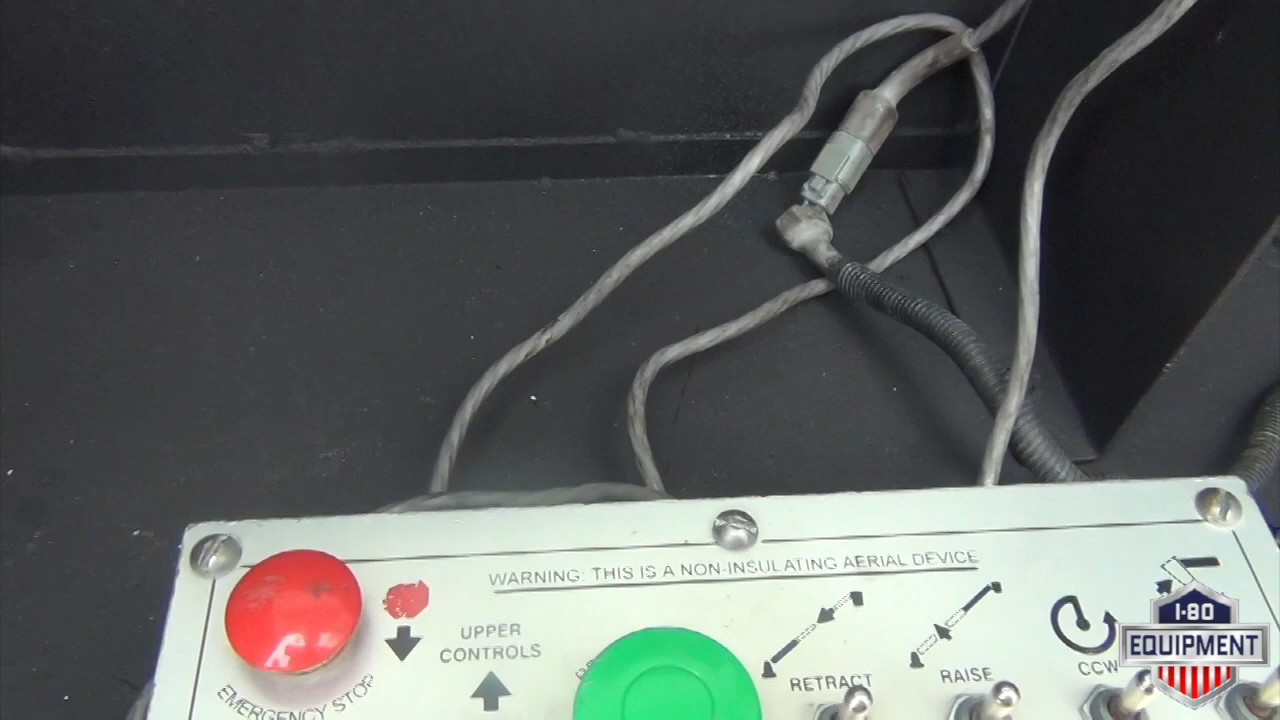 WARNING: THIS IS A NON-INSULATING AERIAL DEVICE
UPPER
CONTROLS
EMERGENCY STOP
RETRACT
RAISE
CCW
I-80
EQUIPMENT